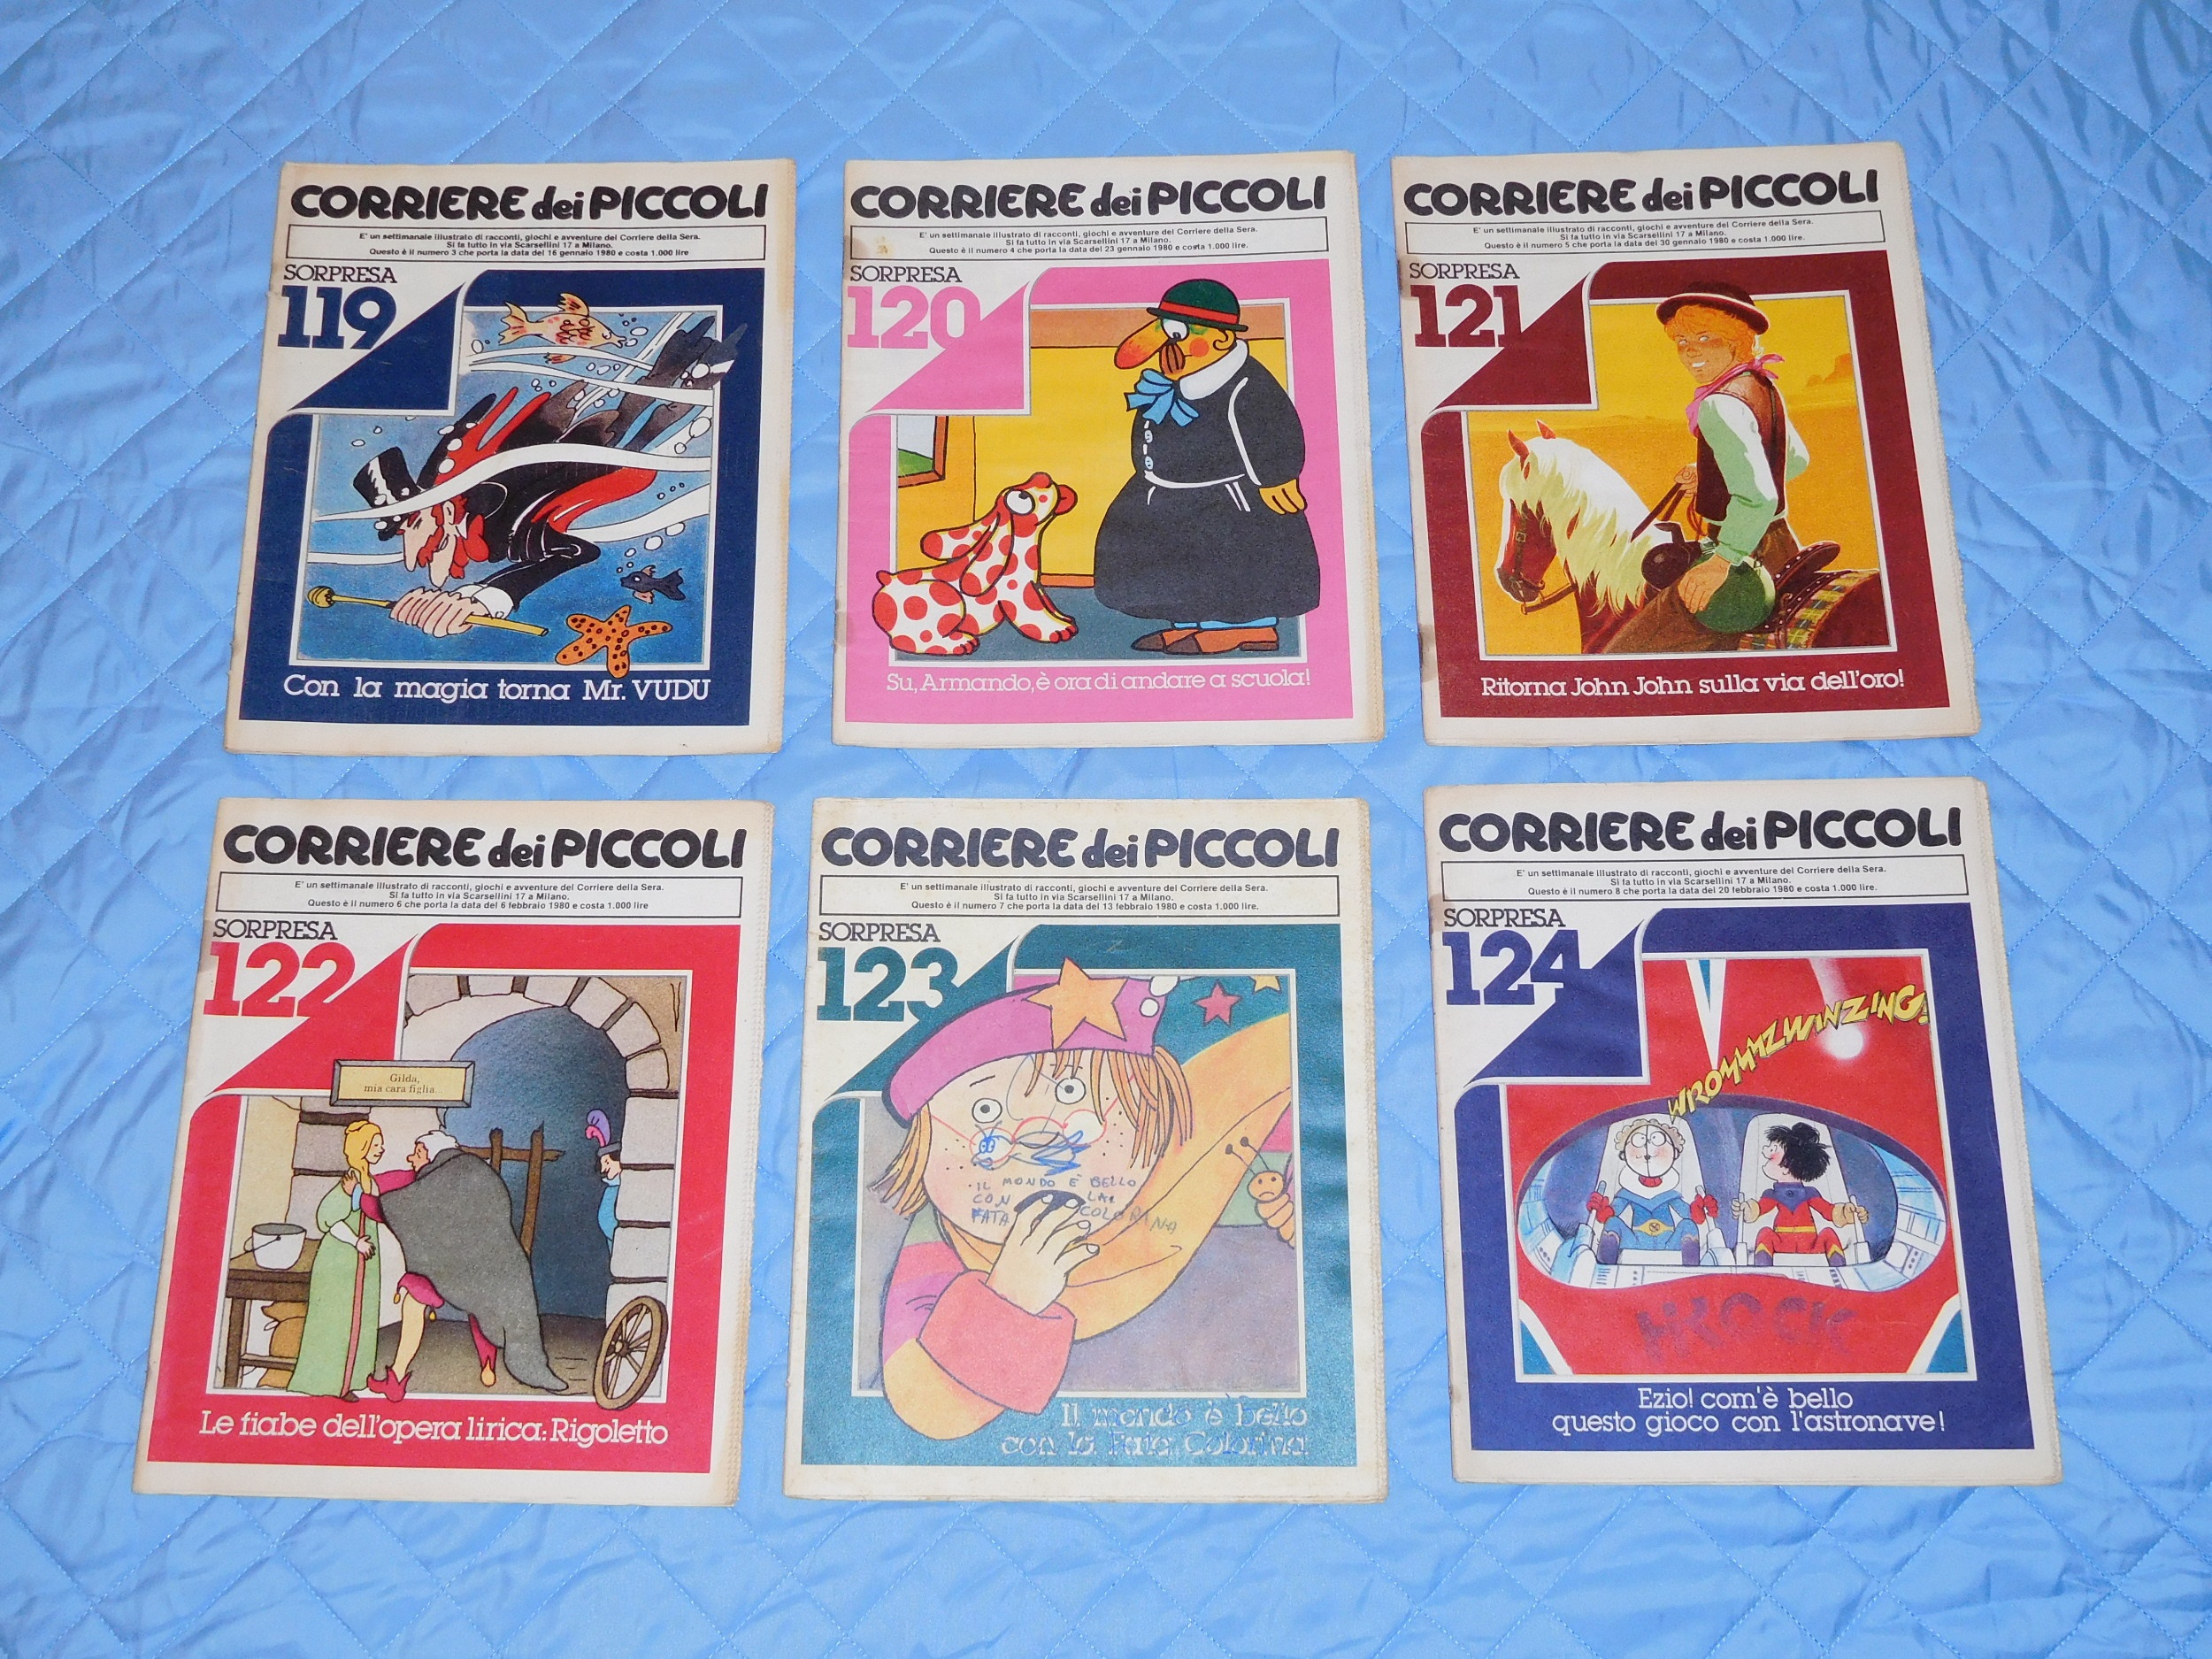 CORRIERE dei PICCOLI
E' un settimanale illustrato di racconti, giochi e avventure del Corriere della Sera.
Si fa tutto in via Scarsellini 17 a Milano.
Questo è il numero 3 che porta la data del 16 gennaio 1980 e costa 1.000 lire
SORPRESA
119
Con la magia torna Mr. VUDU
CORRIERE dei PICCOLI
E' un settimanale illustrato di racconti, giochi e avventure del Corriere della Sera.
Si fa tutto in via Scarsellini 17 a Milano.
Questo è il numero 4 che porta la data del 23 gennaio 1980 e costa 1.000 lire.
SORPRESA
120
Su, Armando, è ora di andare a scuola!
CORRIERE dei PICCOLI
E' un settimanale illustrato di racconti, giochi e avventure del Corriere della Sera.
Si fa tutto in via Scarsellini 17 a Milano.
Questo è il numero 5 che porta la data del 30 gennaio 1980 e costa 1.000 lire.
SORPRESA
121
Ritorna John John sulla via dell'oro!
CORRIERE dei PICCOLI
E' un settimanale illustrato di racconti, giochi e avventure del Corriere della Sera.
Si fa tutto in via Scarsellini 17 a Milano.
Questo è il numero 6 che porta la data del 6 febbraio 1980 e costa 1.000 lire
SORPRESA
122
Gilda,
mia cara figlia...
Le fiabe dell'opera lirica: Rigoletto
CORRIERE dei PICCOLI
E' un settimanale illustrato di racconti, giochi e avventure del Corriere della Sera.
Si fa tutto in via Scarsellini 17 a Milano.
Questo è il numero 7 che porta la data del 13 febbraio 1980 e costa 1.000 lire.
SORPRESA
123
IL MONDO È BELLO
CON LA
FATA COLORINA
Il mondo è bello
con la Fata Colorina
CORRIERE dei PICCOLI
E' un settimanale illustrato di racconti, giochi e avventure del Corriere della Sera.
Si fa tutto in via Scarsellini 17 a Milano.
Questo è il numero 8 che porta la data del 20 febbraio 1980 e costa 1.000 lire.
SORPRESA
124
WROMMMZWINZING!
Ezio! com'è bello
questo gioco con l'astronave!